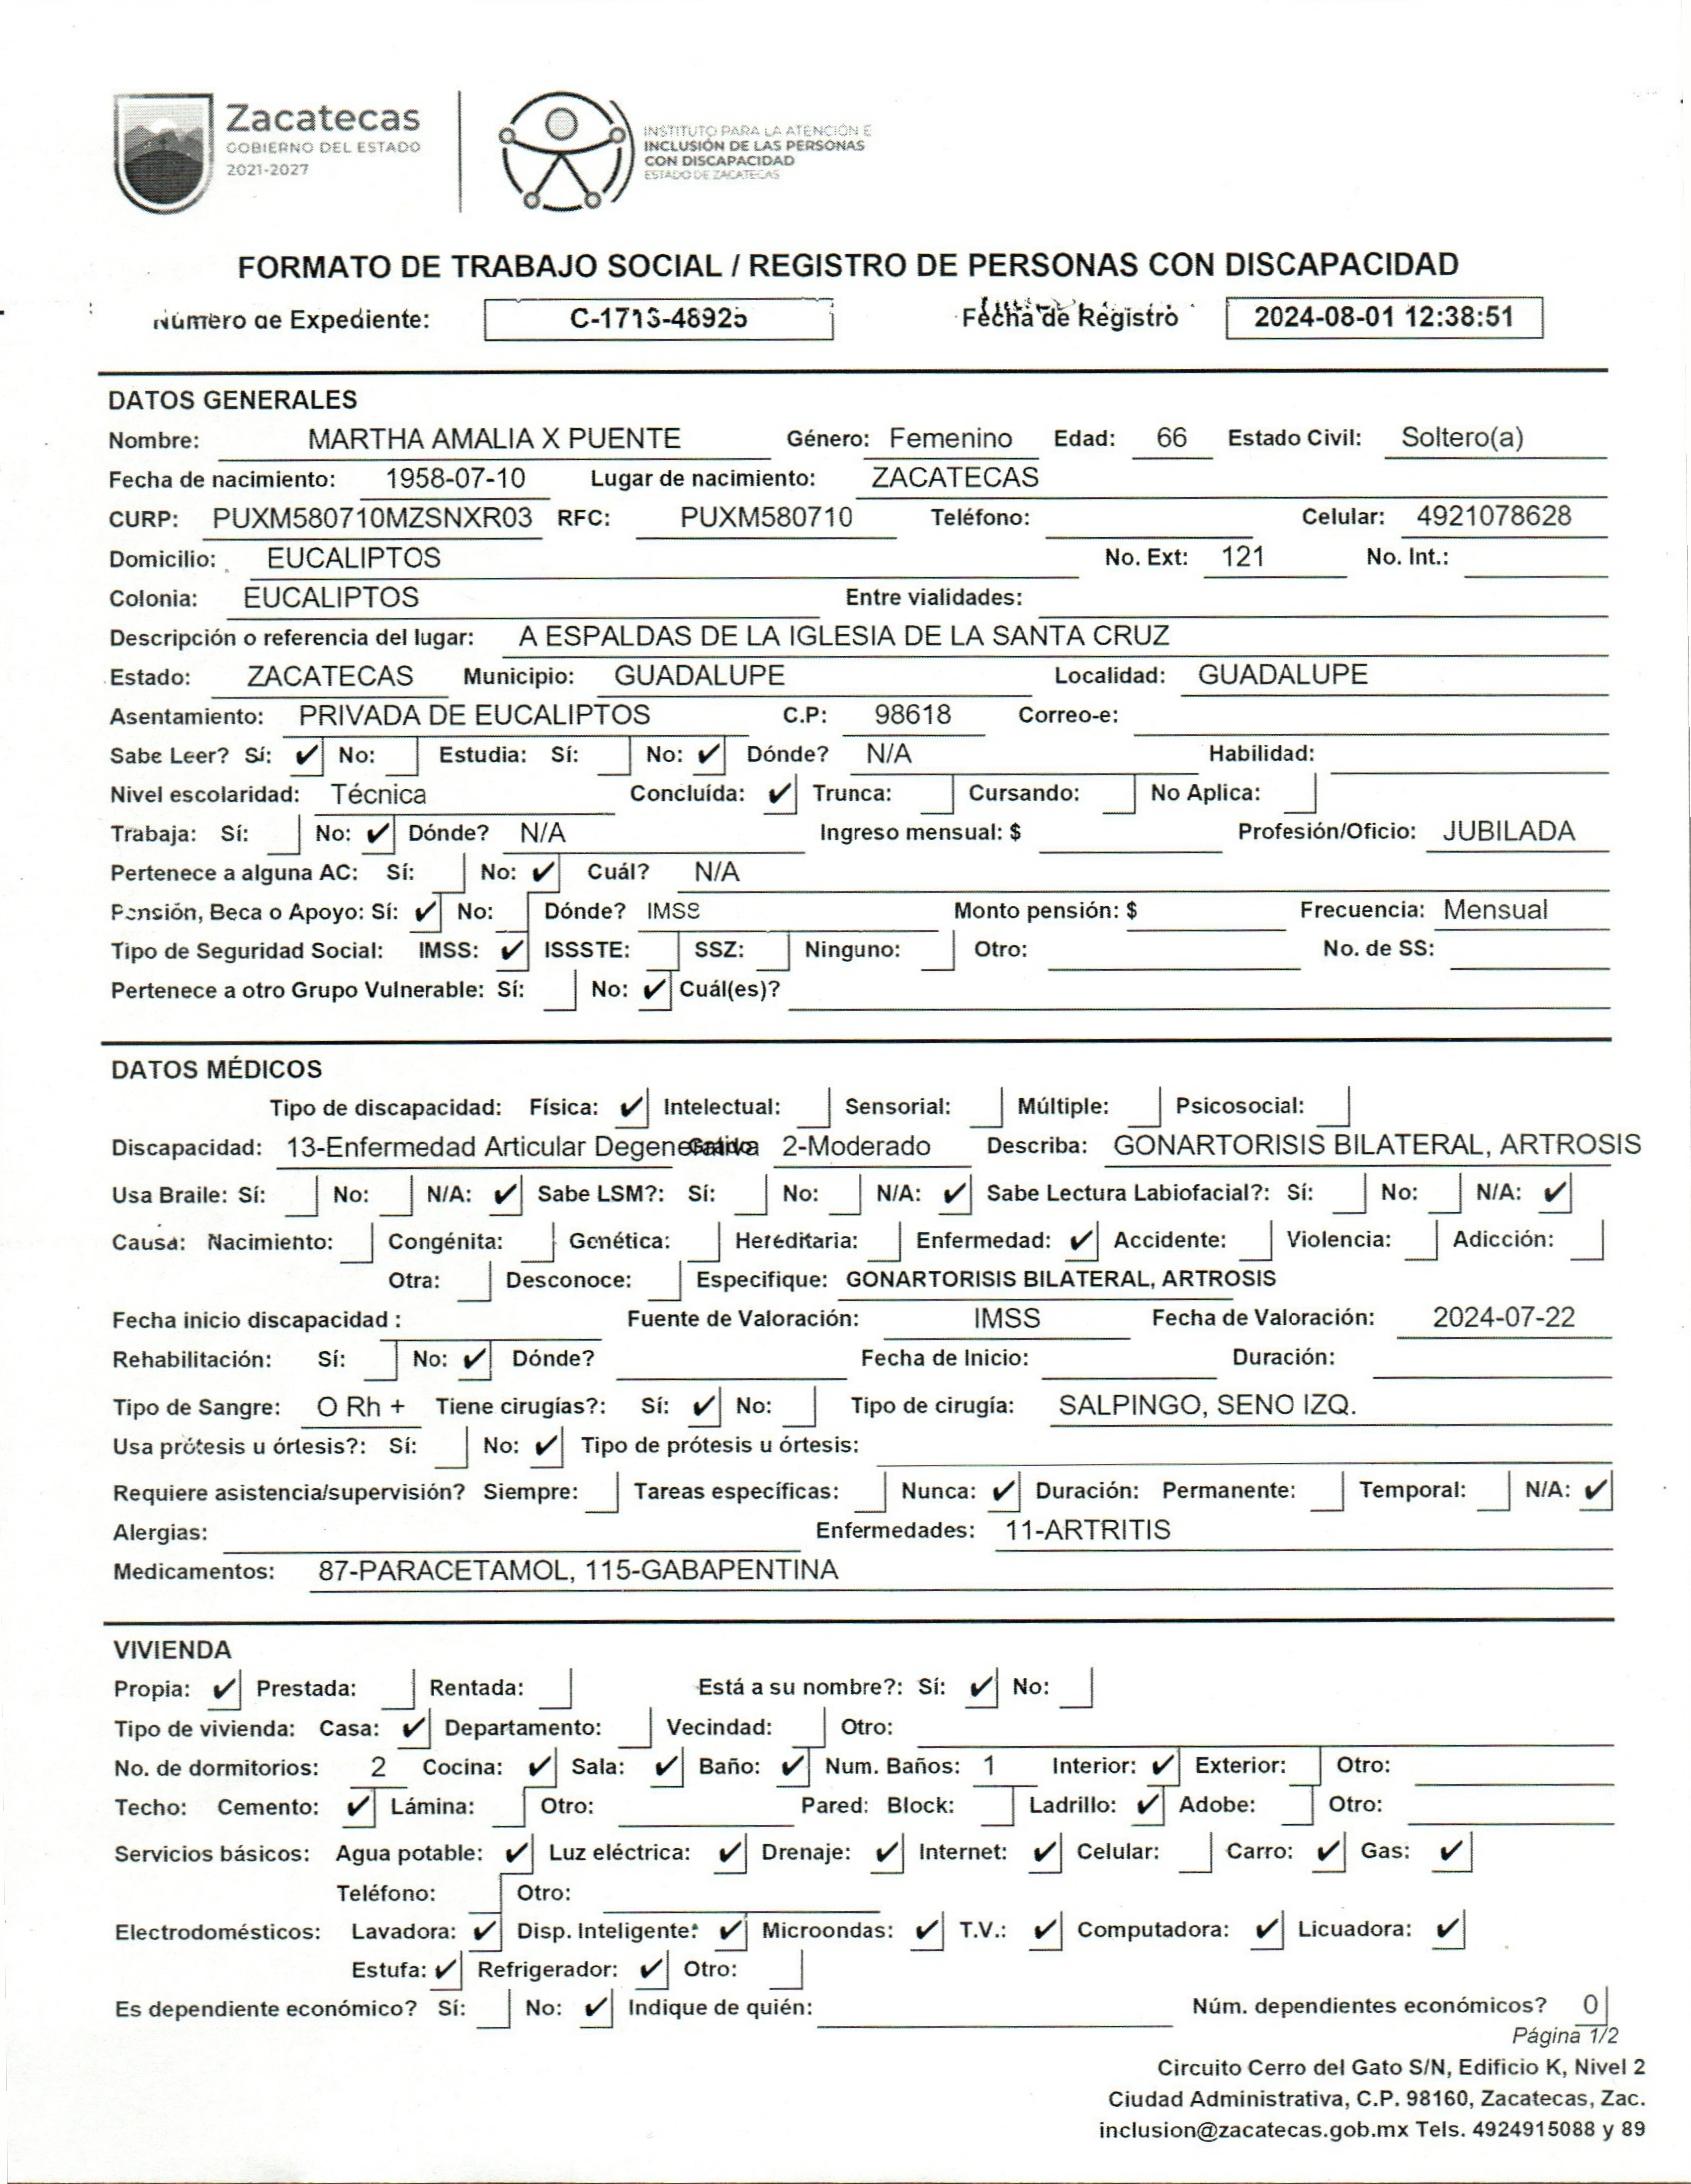 Zacatecas
GOBIERNO DEL ESTADO
2021-2027
INSTITUTO PARA LA ATENCIÓN E
INCLUSIÓN DE LAS PERSONAS
CON DISCAPACIDAD
ESTADO DE ZACATECAS
FORMATO DE TRABAJO SOCIAL / REGISTRO DE PERSONAS CON DISCAPACIDAD
Número de Expediente: Fecha de Registro 2024-08-01 12:38:51
DATOS GENERALES
Nombre: MARTHA AMALIA X PUENTE Género: Femenino Edad: 66 Estado Civil: Soltero(a)
Fecha de nacimiento: 1958-07-10 Lugar de nacimiento: ZACATECAS
CURP: PUXM580710MZSNXR03 RFC: PUXM580710 Teléfono: Celular: 4921078628
Domicilio: EUCALIPTOS No. Ext: 121 No. Int.:
Colonia: EUCALIPTOS Entre vialidades:
Descripción o referencia del lugar: A ESPALDAS DE LA IGLESIA DE LA SANTA CRUZ
Estado: ZACATECAS Municipio: GUADALUPE Localidad: GUADALUPE
Asentamiento: PRIVADA DE EUCALIPTOS C.P: 98618 Correo-e:
Sabe Leer? Sí: ✔ No: Estudia: Sí: No: ✔ Dónde? N/A Habilidad:
Nivel escolaridad: Técnica Concluída: ✔ Trunca: Cursando: No Aplica:
Trabaja: Sí: No: ✔ Dónde? N/A Ingreso mensual: $ Profesión/Oficio: JUBILADA
Pertenece a alguna AC: Sí: No: ✔ Cuál? N/A
Pensión, Beca o Apoyo: Sí: ✔ No: Dónde? IMSS Monto pensión: $ Frecuencia: Mensual
Tipo de Seguridad Social: IMSS: ✔ ISSSTE: SSZ: Ninguno: Otro: No. de SS:
Pertenece a otro Grupo Vulnerable: Sí: No: ✔ Cuál(es)?
DATOS MÉDICOS
Tipo de discapacidad: Física: ✔ Intelectual: Sensorial: Múltiple: Psicosocial:
Discapacidad: 13-Enfermedad Articular Degenerativa Grado: 2-Moderado Describa: GONARTORISIS BILATERAL, ARTROSIS
Usa Braile: Sí: No: N/A: ✔ Sabe LSM?: Sí: No: N/A: ✔ Sabe Lectura Labiofacial?: Sí: No: N/A: ✔
Causa: Nacimiento: Congénita: Genética: Hereditaria: Enfermedad: ✔ Accidente: Violencia: Adicción:
Otra: Desconoce: Especifique: GONARTORISIS BILATERAL, ARTROSIS
Fecha inicio discapacidad : Fuente de Valoración: IMSS Fecha de Valoración: 2024-07-22
Rehabilitación: Sí: No: ✔ Dónde? Fecha de Inicio: Duración:
Tipo de Sangre: O Rh + Tiene cirugías?: Sí: ✔ No: Tipo de cirugía: SALPINGO, SENO IZQ.
Usa prótesis u órtesis?: Sí: No: ✔ Tipo de prótesis u órtesis:
Requiere asistencia/supervisión? Siempre: Tareas específicas: Nunca: ✔ Duración: Permanente: Temporal: N/A: ✔
Alergias: Enfermedades: 11-ARTRITIS
Medicamentos: 87-PARACETAMOL, 115-GABAPENTINA
VIVIENDA
Propia: ✔ Prestada: Rentada: Está a su nombre?: Sí: ✔ No:
Tipo de vivienda: Casa: ✔ Departamento: Vecindad: Otro:
No. de dormitorios: 2 Cocina: ✔ Sala: ✔ Baño: ✔ Num. Baños: 1 Interior: ✔ Exterior: Otro:
Techo: Cemento: ✔ Lámina: Otro: Pared: Block: Ladrillo: ✔ Adobe: Otro:
Servicios básicos: Agua potable: ✔ Luz eléctrica: ✔ Drenaje: ✔ Internet: ✔ Celular: Carro: ✔ Gas: ✔
Teléfono: Otro:
Electrodomésticos: Lavadora: ✔ Disp. Inteligente: ✔ Microondas: ✔ T.V.: ✔ Computadora: ✔ Licuadora: ✔
Estufa: ✔ Refrigerador: ✔ Otro:
Es dependiente económico? Sí: No: ✔ Indique de quién: Núm. dependientes económicos? 0
Página 1/2
Circuito Cerro del Gato S/N, Edificio K, Nivel 2
Ciudad Administrativa, C.P. 98160, Zacatecas, Zac.
inclusion@zacatecas.gob.mx Tels. 4924915088 y 89